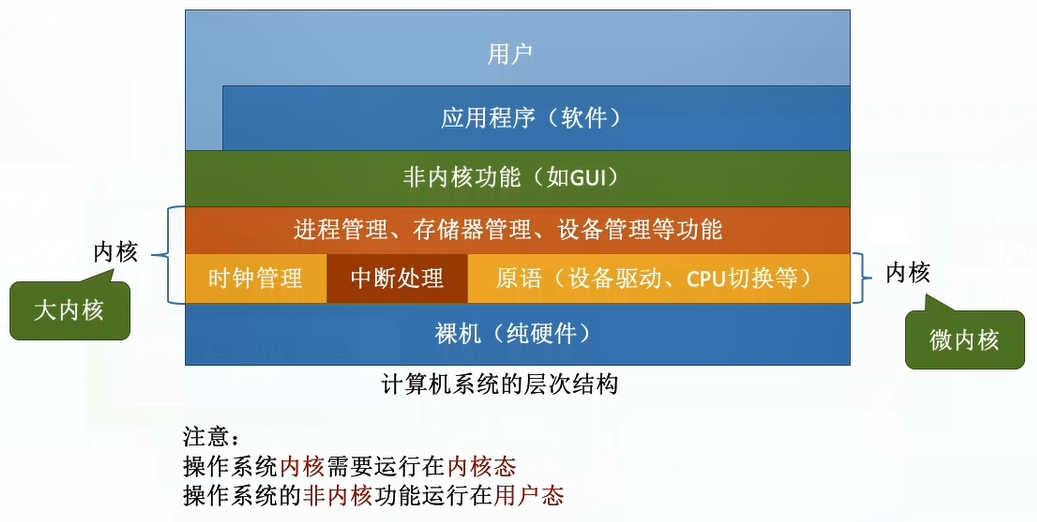 用户
应用程序（软件）
非内核功能（如GUI）
进程管理、存储器管理、设备管理等功能
内核
时钟管理
中断处理
原语（设备驱动、CPU切换等）
内核
大内核
裸机（纯硬件）
微内核
计算机系统的层次结构
注意：
操作系统内核需要运行在内核态
操作系统的非内核功能运行在用户态